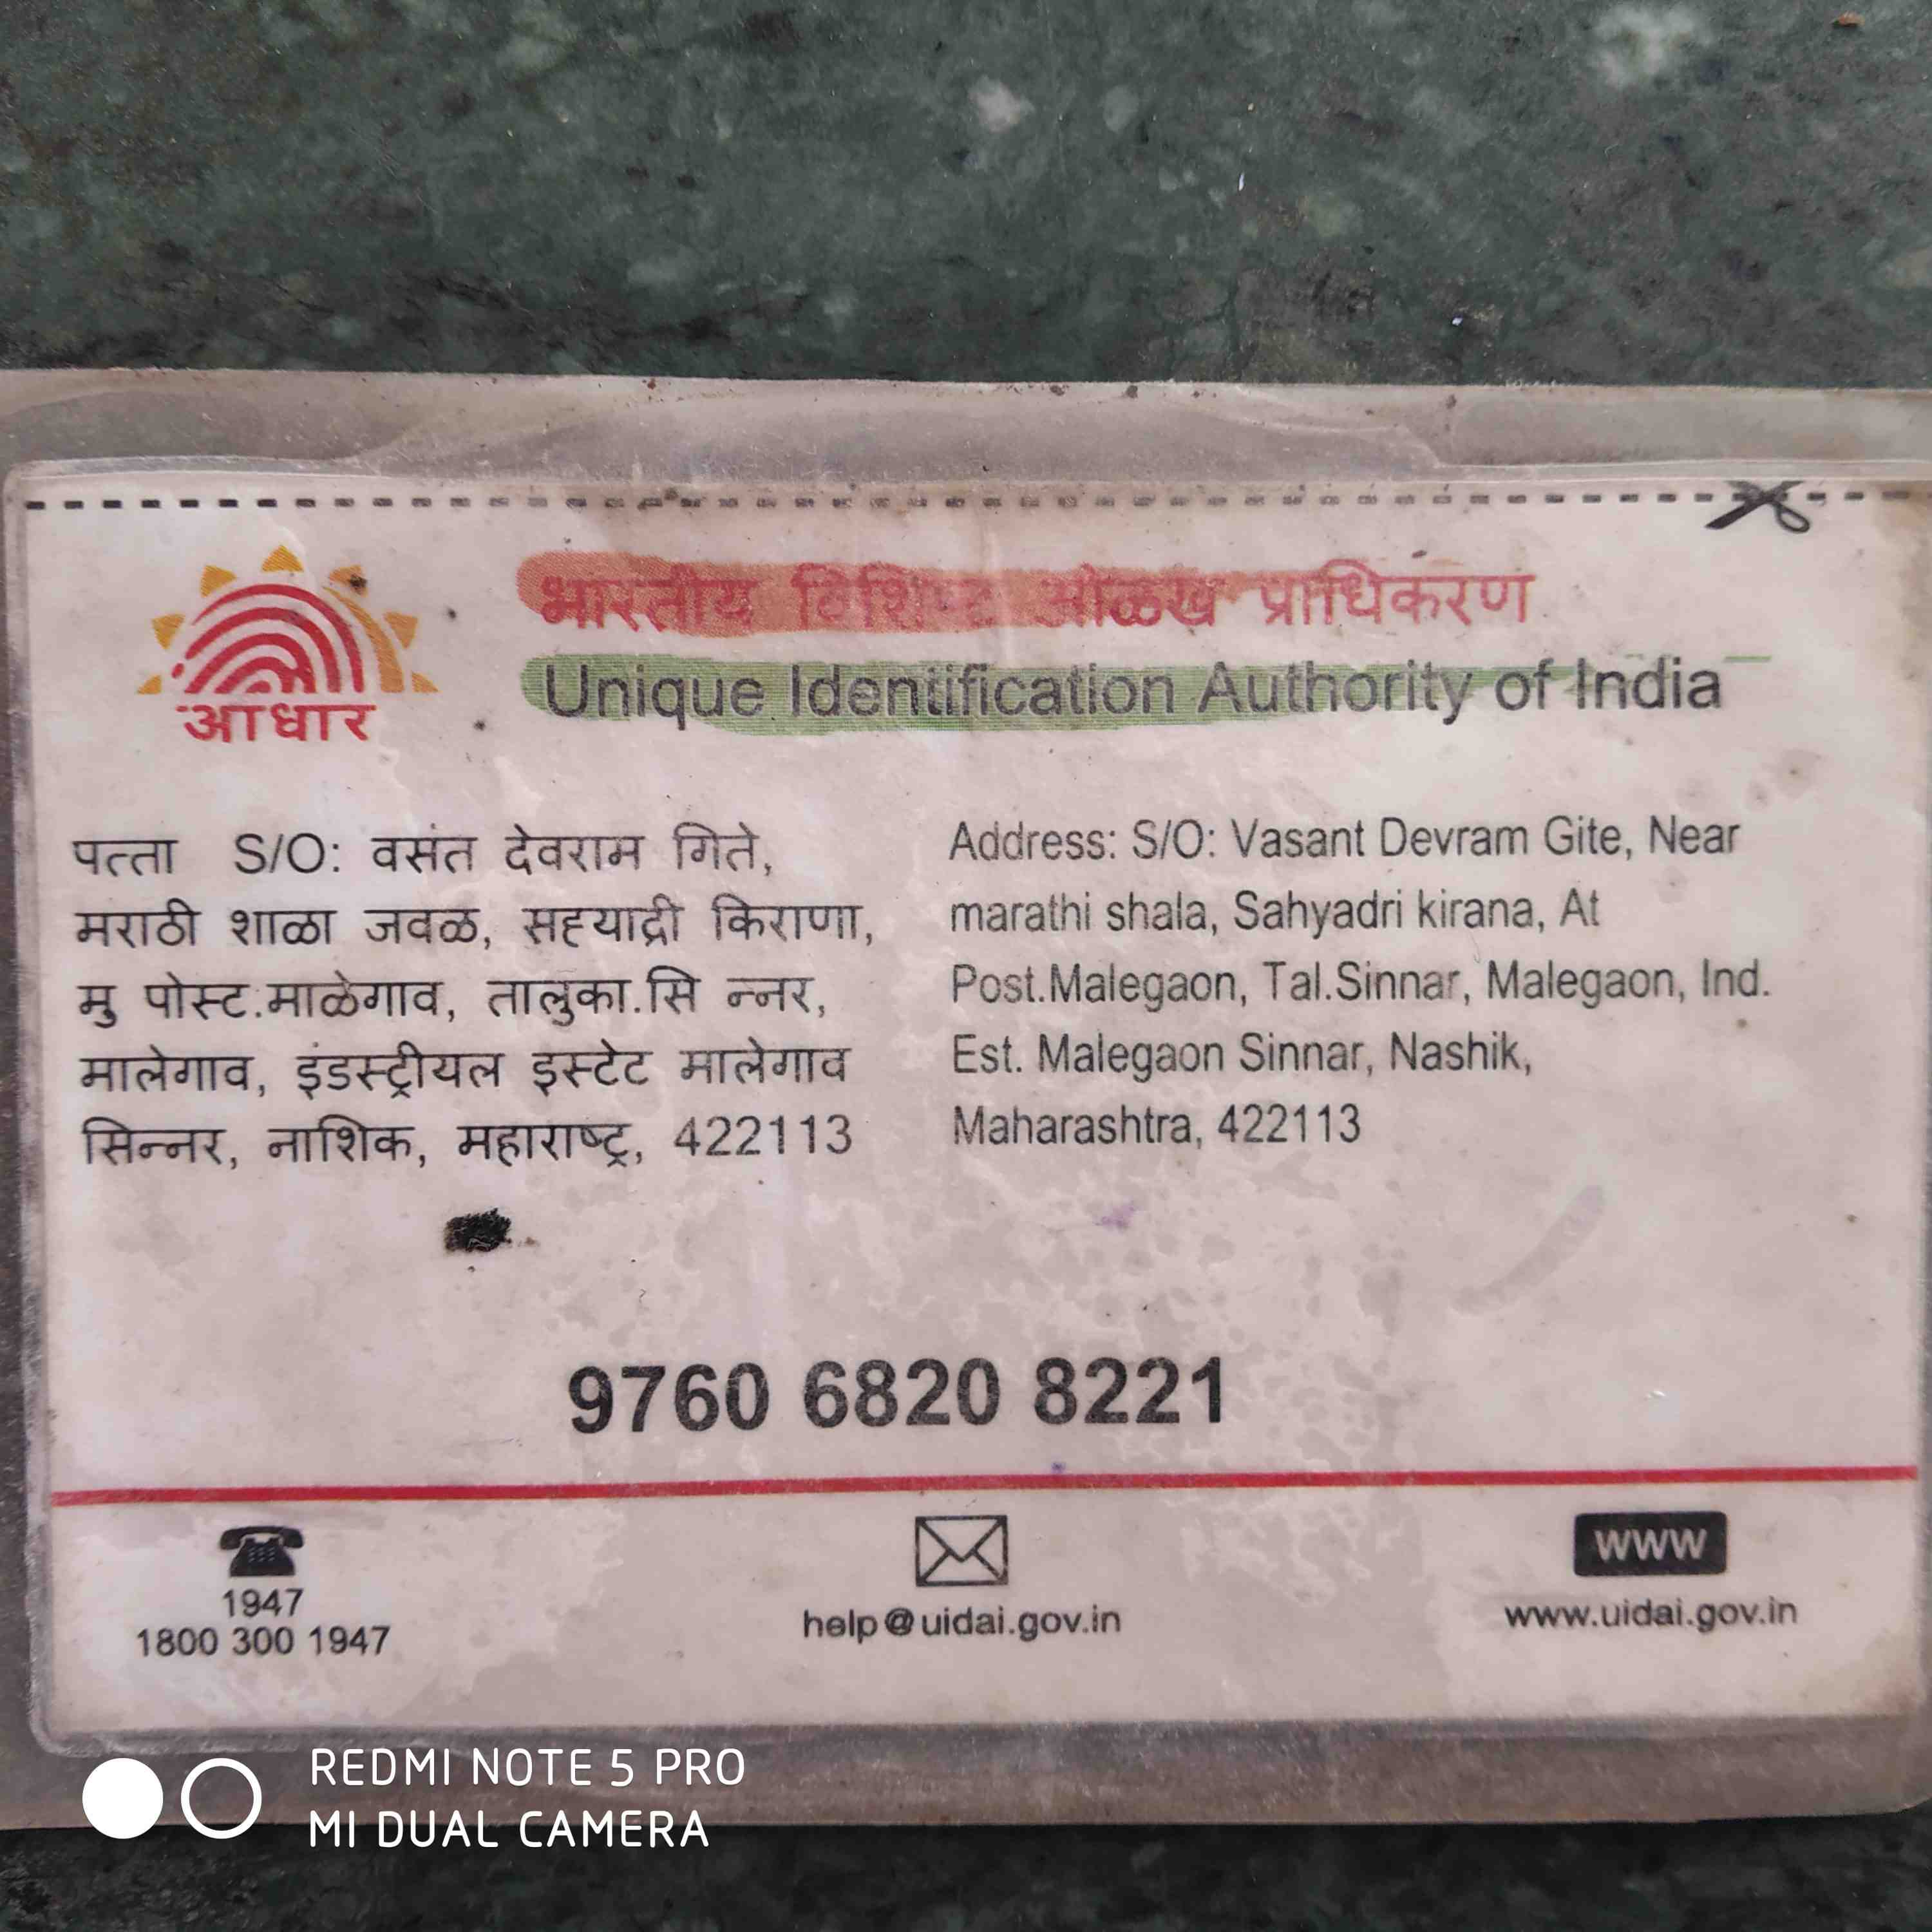 भारतीय विशिष्ट ओळख प्राधिकरण
Unique Identification Authority of India
आधार
पत्ता S/O: वसंत देवराम गिते,
मराठी शाळा जवळ, सह्याद्री किराणा,
मु पोस्ट.माळेगाव, तालुका.सि न्नर,
मालेगाव, इंडस्ट्रीयल इस्टेट मालेगाव
सिन्नर, नाशिक, महाराष्ट्र, 422113
Address: S/O: Vasant Devram Gite, Near
marathi shala, Sahyadri kirana, At
Post.Malegaon, Tal.Sinnar, Malegaon, Ind.
Est. Malegaon Sinnar, Nashik,
Maharashtra, 422113
9760 6820 8221
1947
1800 300 1947
help@uidai.gov.in
www
www.uidai.gov.in
REDMI NOTE 5 PRO
MI DUAL CAMERA